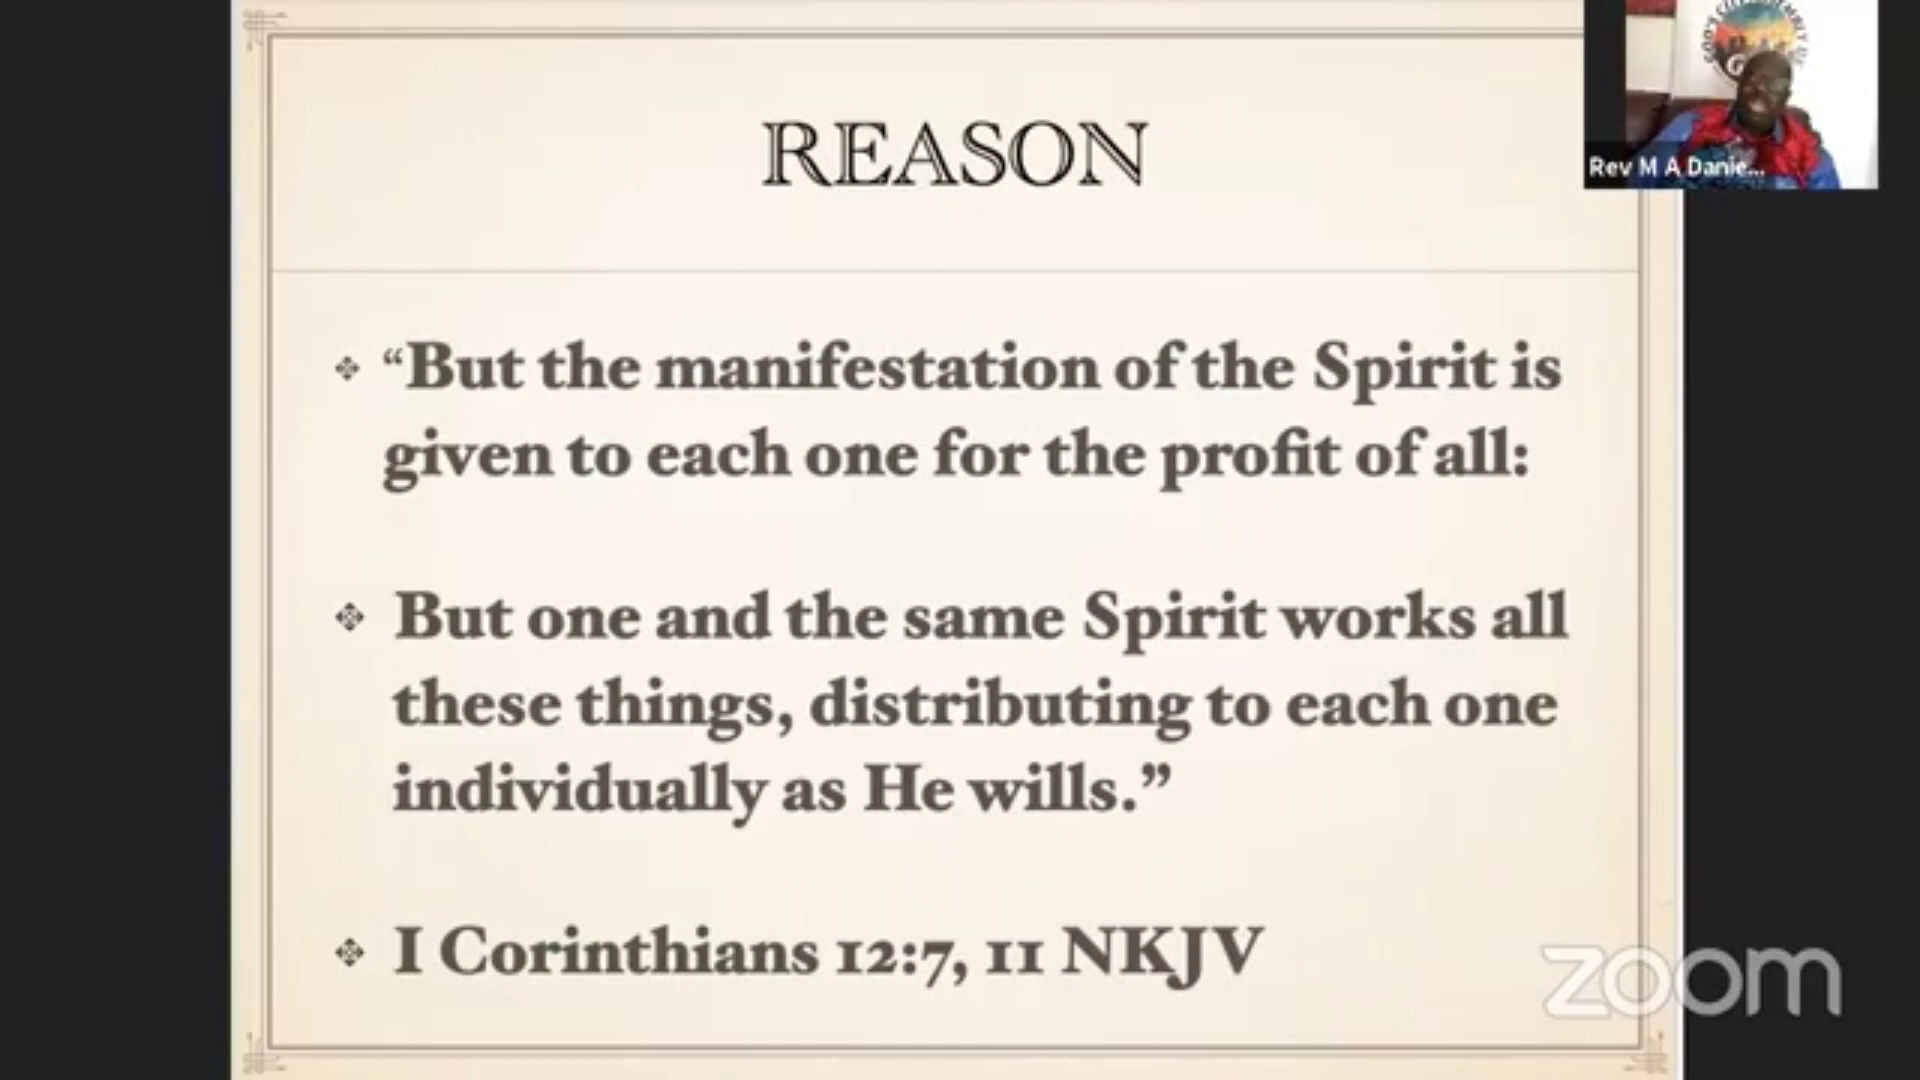 REASON
Rev M A Danie...
“But the manifestation of the Spirit is
given to each one for the profit of all:
But one and the same Spirit works all
these things, distributing to each one
individually as He wills.”
I Corinthians 12:7, 11 NKJV
zoom